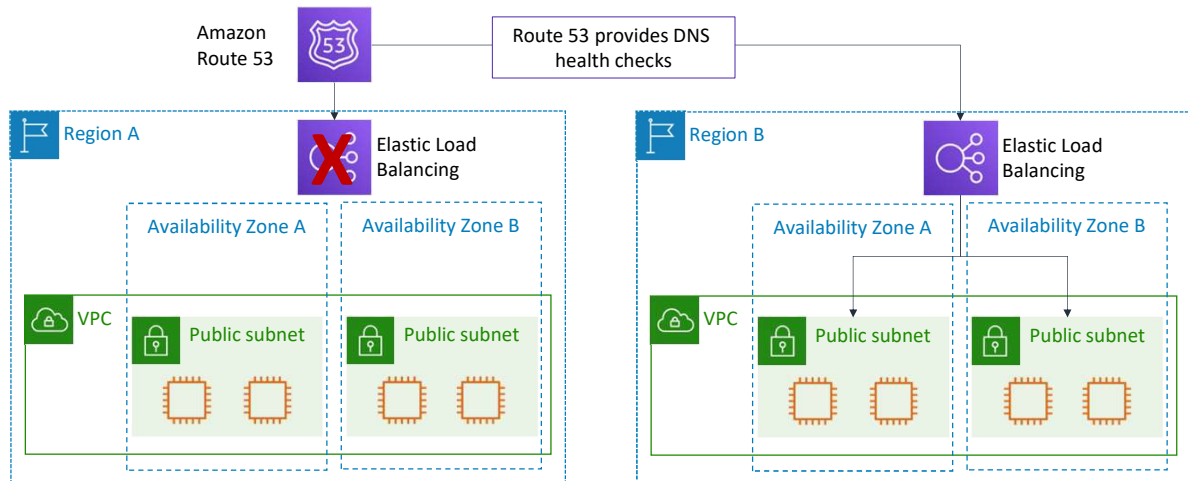 Amazon
Route 53
53
Route 53 provides DNS
health checks
Region A
X
Elastic Load
Balancing
Availability Zone A
Availability Zone B
VPC
Public subnet
Public subnet
Region B
Elastic Load
Balancing
Availability Zone A
Availability Zone B
VPC
Public subnet
Public subnet